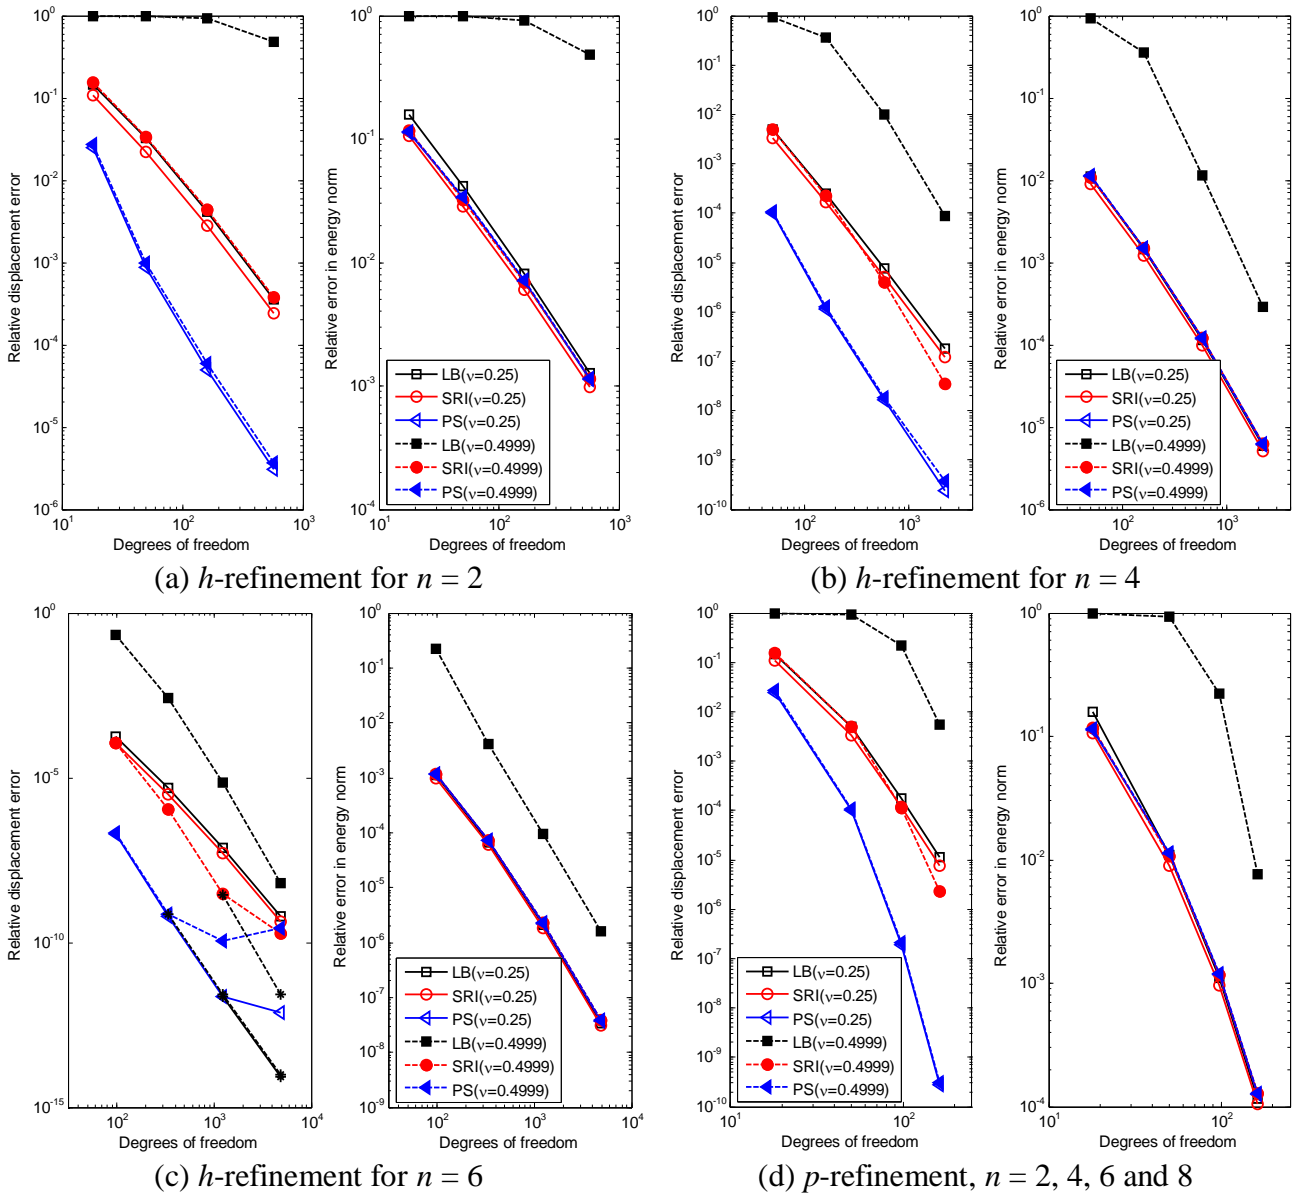 10^2
10^1
10^0
10^-1
10^-2
10^-3
10^-4
10^-5
10^-6
Relative displacement error
10^1 10^2 10^3
Degrees of freedom
10^0
10^-1
10^-2
10^-3
10^-4
Relative error in energy norm
LB(ν=0.25)
SRI(ν=0.25)
PS(ν=0.25)
LB(ν=0.4999)
SRI(ν=0.4999)
PS(ν=0.4999)
10^1 10^2 10^3
Degrees of freedom
(a) h-refinement for n = 2
10^0
10^-1
10^-2
10^-3
10^-4
10^-5
10^-6
10^-7
10^-8
10^-9
10^-10
Relative displacement error
10^2 10^3
Degrees of freedom
10^0
10^-1
10^-2
10^-3
10^-4
10^-5
10^-6
Relative error in energy norm
LB(ν=0.25)
SRI(ν=0.25)
PS(ν=0.25)
LB(ν=0.4999)
SRI(ν=0.4999)
PS(ν=0.4999)
10^2 10^3
Degrees of freedom
(b) h-refinement for n = 4
10^0
10^-5
10^-10
10^-15
Relative displacement error
10^2 10^3 10^4
Degrees of freedom
10^0
10^-1
10^-2
10^-3
10^-4
10^-5
10^-6
10^-7
10^-8
10^-9
Relative error in energy norm
LB(ν=0.25)
SRI(ν=0.25)
PS(ν=0.25)
LB(ν=0.4999)
SRI(ν=0.4999)
PS(ν=0.4999)
10^2 10^3 10^4
Degrees of freedom
(c) h-refinement for n = 6
10^0
10^-1
10^-2
10^-3
10^-4
10^-5
10^-6
10^-7
10^-8
10^-9
10^-10
Relative displacement error
LB(ν=0.25)
SRI(ν=0.25)
PS(ν=0.25)
LB(ν=0.4999)
SRI(ν=0.4999)
PS(ν=0.4999)
10^1 10^2
Degrees of freedom
10^0
10^-1
10^-2
10^-3
10^-4
Relative error in energy norm
10^1 10^2
Degrees of freedom
(d) p-refinement, n = 2, 4, 6 and 8